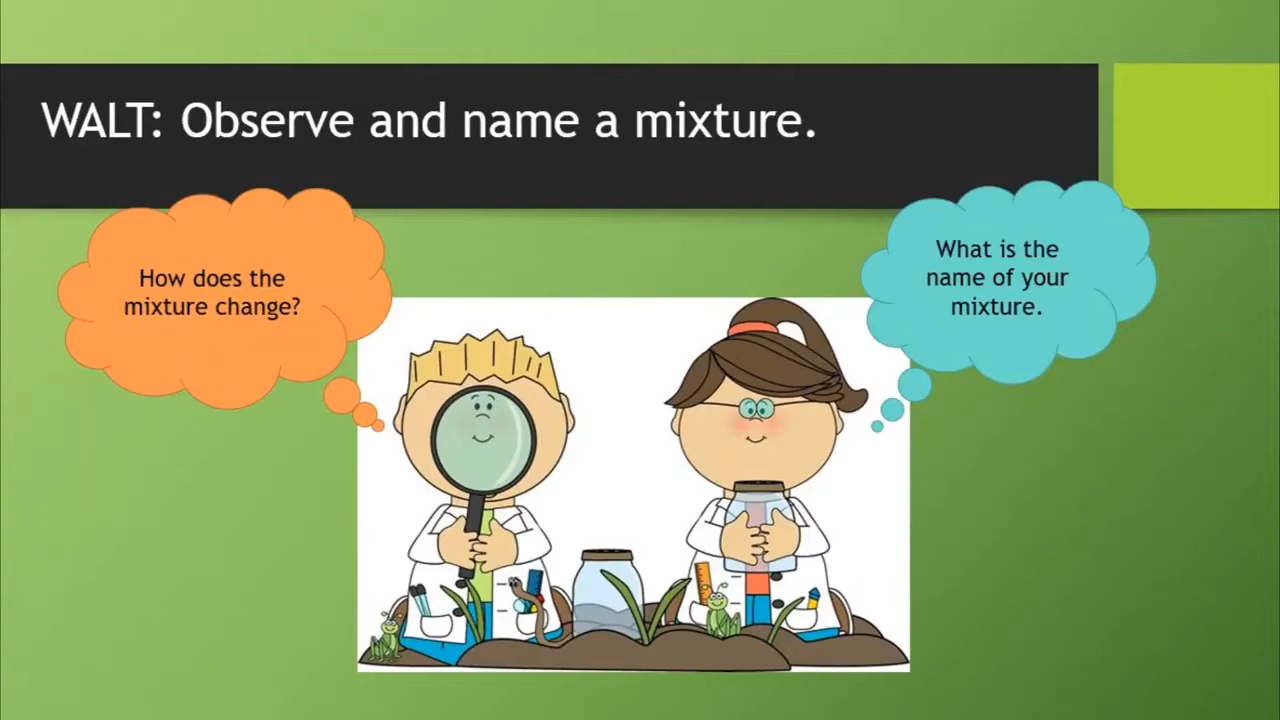 WALT: Observe and name a mixture.
How does the
mixture change?
What is the
name of your
mixture.